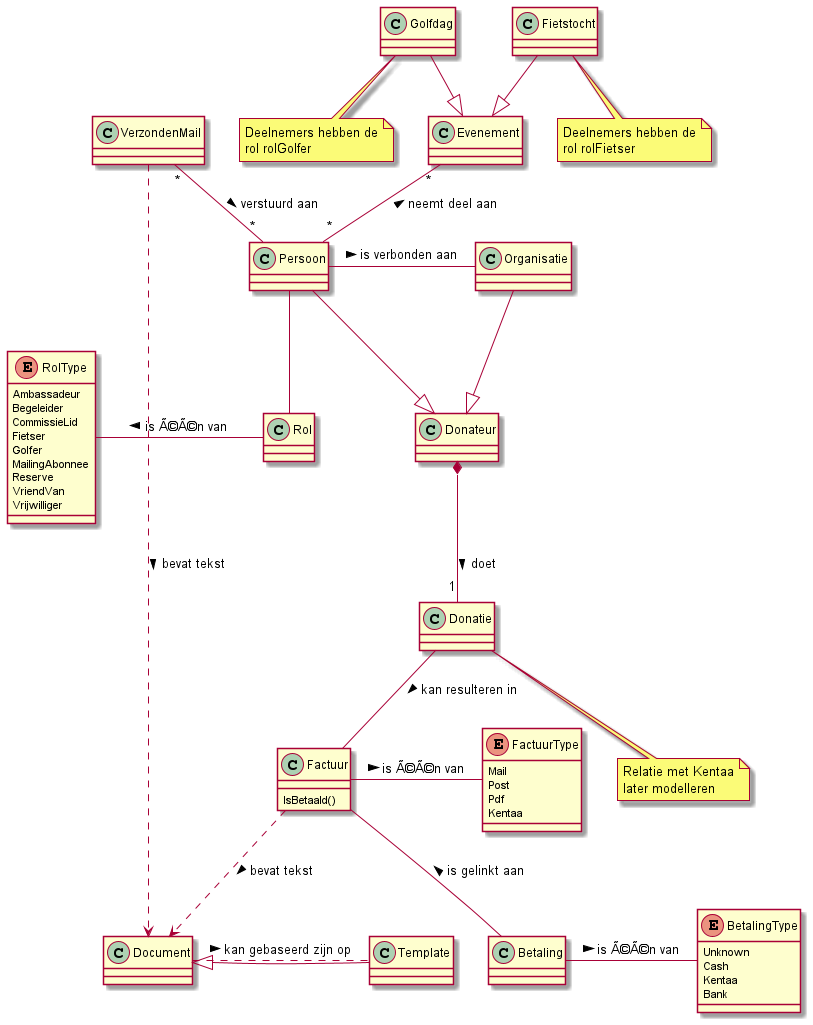 C Golfdag
C Fietstocht
Deelnemers hebben de
rol rolGolfer
Deelnemers hebben de
rol rolFietser
C VerzondenMail
C Evenement
*
*
verstuurd aan
neemt deel aan
*
*
C Persoon
is verbonden aan
C Organisatie
E RolType
Ambassadeur
Begeleider
CommissieLid
Fietser
Golfer
MailingAbonnee
Reserve
VriendVan
Vrijwilliger
is Ã©Ã©n van
C Rol
C Donateur
bevat tekst
doet
1
C Donatie
kan resulteren in
C Factuur
IsBetaald()
is Ã©Ã©n van
E FactuurType
Mail
Post
Pdf
Kentaa
Relatie met Kentaa
later modelleren
bevat tekst
is gelinkt aan
C Document
kan gebaseerd zijn op
C Template
C Betaling
is Ã©Ã©n van
E BetalingType
Unknown
Cash
Kentaa
Bank